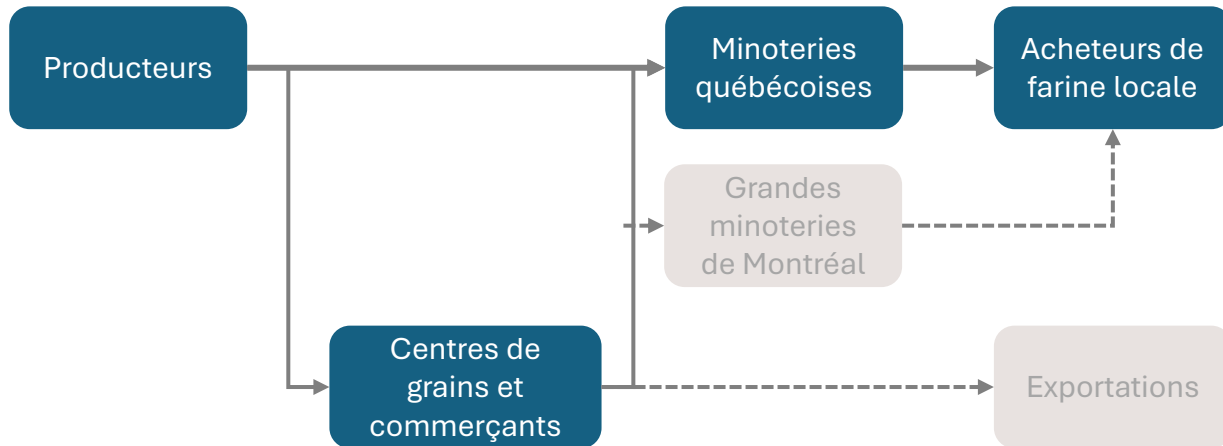 Producteurs
Minoteries
québécoises
Acheteurs de
farine locale
Grandes
minoteries
de Montréal
Centres de
grains et
commerçants
Exportations